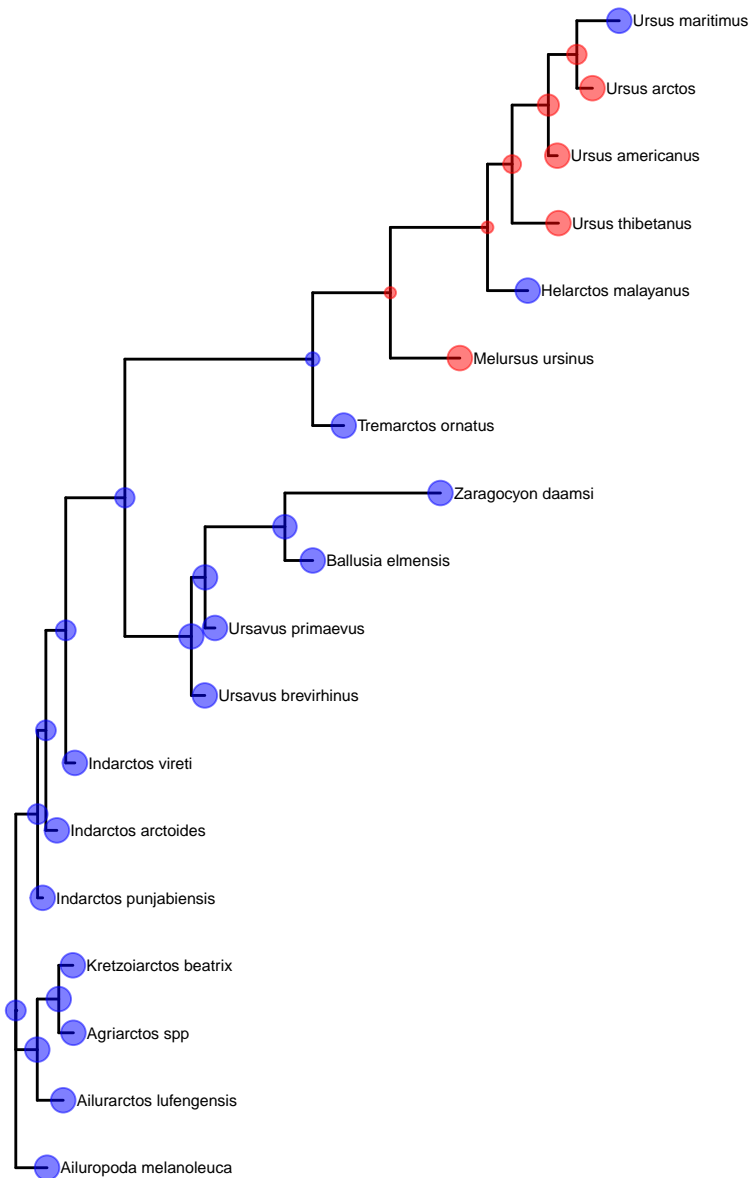 Ursus maritimus
Ursus arctos
Ursus americanus
Ursus thibetanus
Helarctos malayanus
Melursus ursinus
Tremarctos ornatus
Zaragocyon daamsi
Ballusia elmensis
Ursavus primaevus
Ursavus brevirhinus
Indarctos vireti
Indarctos arctoides
Indarctos punjabiensis
Kretzoiarctos beatrix
Agriarctos spp
Ailurarctos lufengensis
Ailuropoda melanoleuca